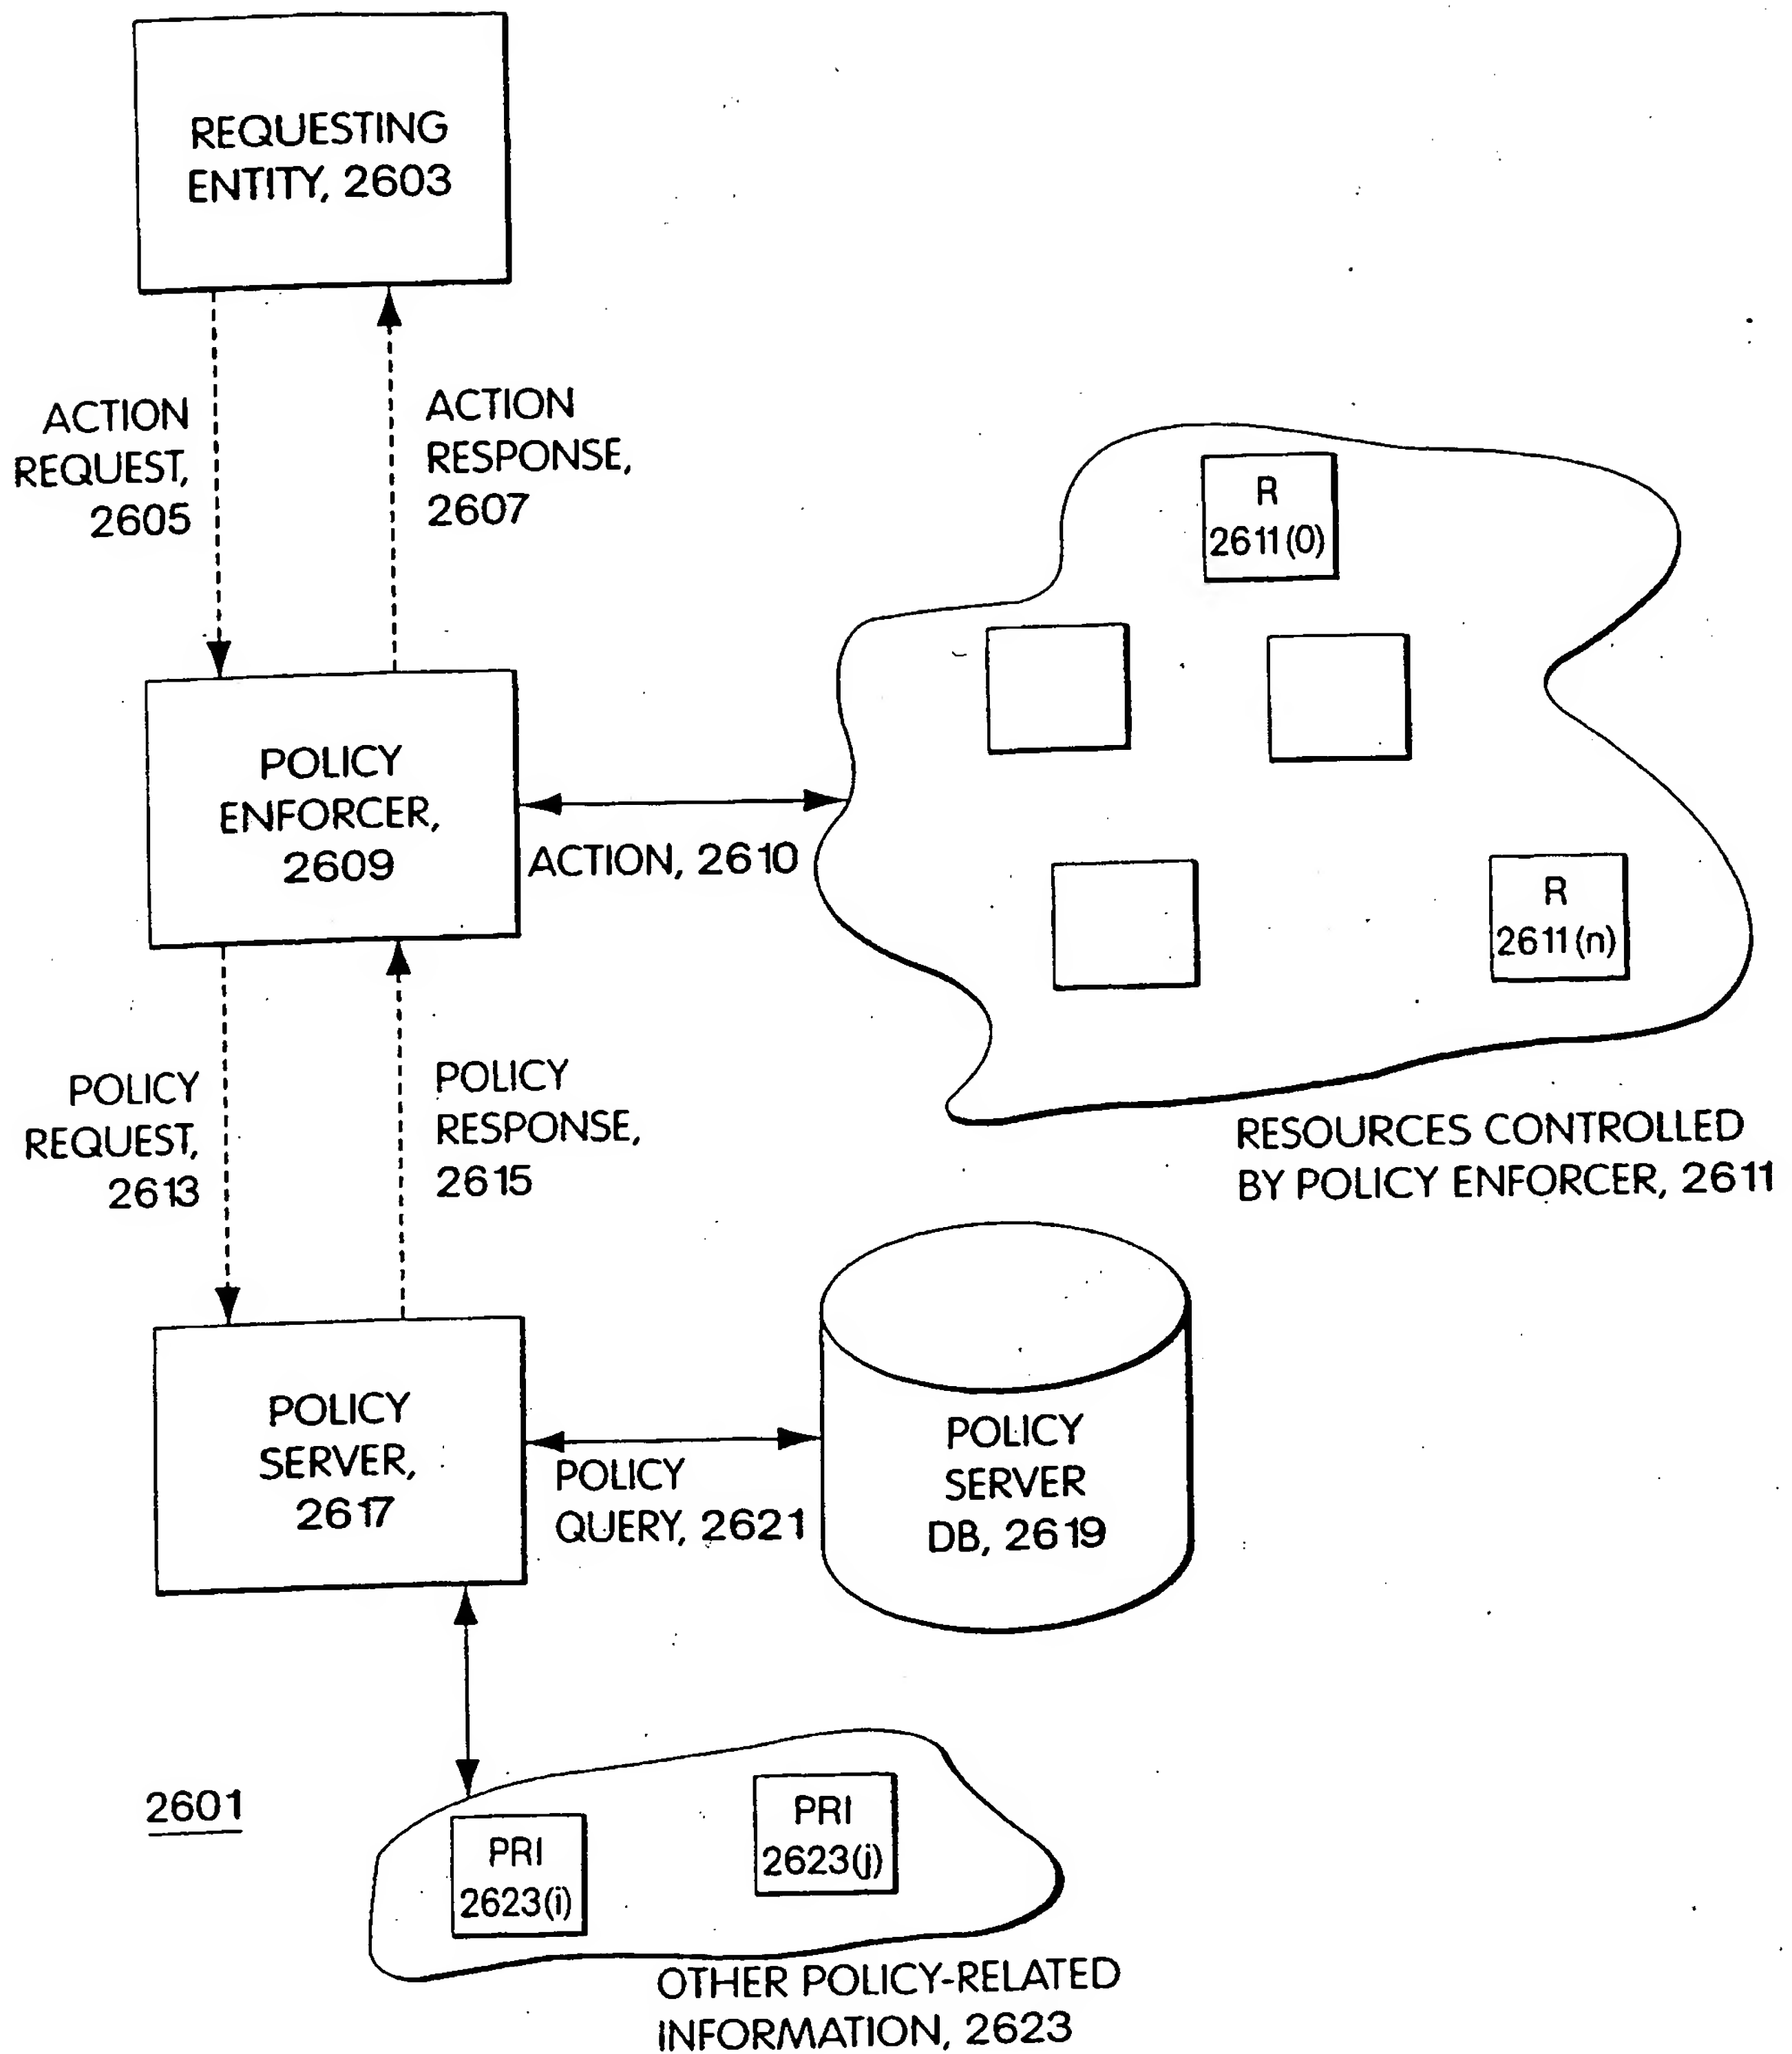 REQUESTING
ENTITY, 2603
ACTION
REQUEST,
2605
ACTION
RESPONSE,
2607
R
2611(0)
POLICY
ENFORCER,
2609
ACTION, 2610
R
2611(n)
POLICY
REQUEST,
2613
POLICY
RESPONSE,
2615
RESOURCES CONTROLLED
BY POLICY ENFORCER, 2611
POLICY
SERVER,
2617
POLICY
QUERY, 2621
POLICY
SERVER
DB, 2619
2601
PRI
2623(i)
PRI
2623(j)
OTHER POLICY-RELATED
INFORMATION, 2623